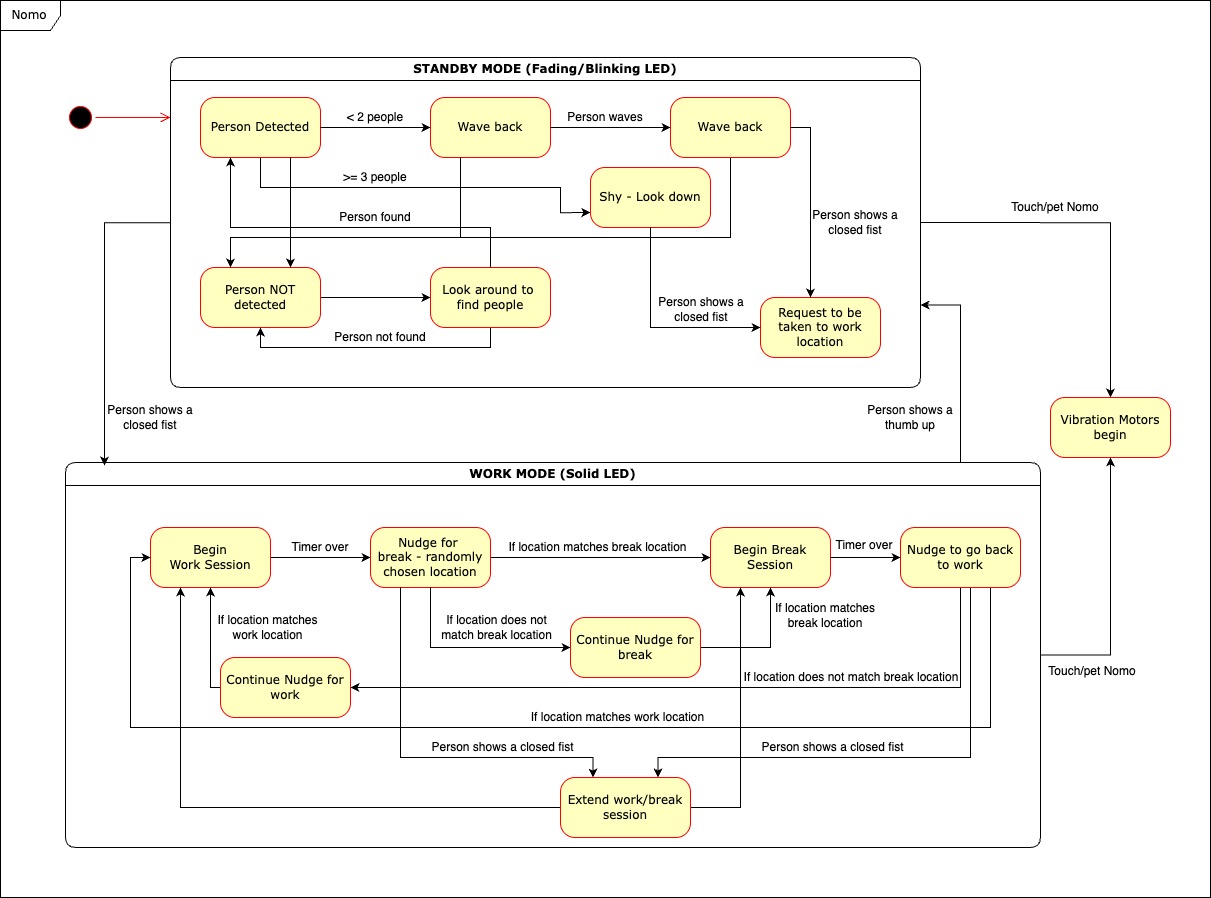 Nomo
STANDBY MODE (Fading/Blinking LED)
Person Detected
< 2 people
Wave back
Person waves
Wave back
>= 3 people
Shy - Look down
Person found
Person shows a
closed fist
Touch/pet Nomo
Person NOT
detected
Look around to
find people
Person not found
Person shows a
closed fist
Request to be
taken to work
location
Person shows a
closed fist
Person shows a
thumb up
Vibration Motors
begin
WORK MODE (Solid LED)
Begin
Work Session
Timer over
Nudge for
break - randomly
chosen location
If location matches break location
Begin Break
Session
Timer over
Nudge to go back
to work
If location matches
work location
If location does not
match break location
Continue Nudge for
break
If location matches
break location
Continue Nudge for
work
If location does not match break location
Touch/pet Nomo
If location matches work location
Person shows a closed fist
Person shows a closed fist
Extend work/break
session